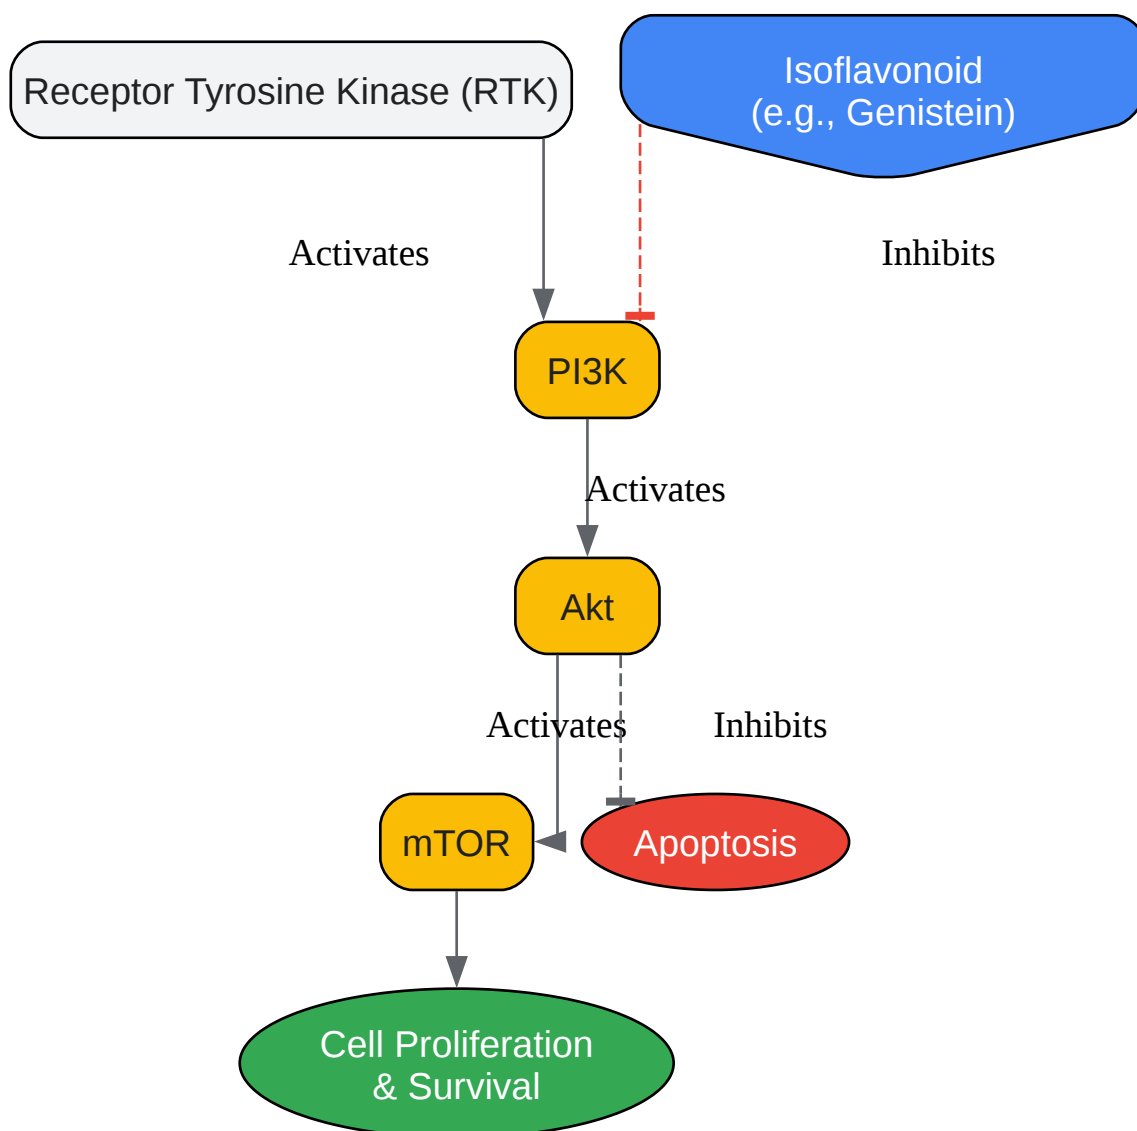 Receptor Tyrosine Kinase (RTK)
Isoflavonoid
(e.g., Genistein)
Activates
Inhibits
PI3K
Activates
Akt
Activates
Inhibits
mTOR
Apoptosis
Cell Proliferation
& Survival